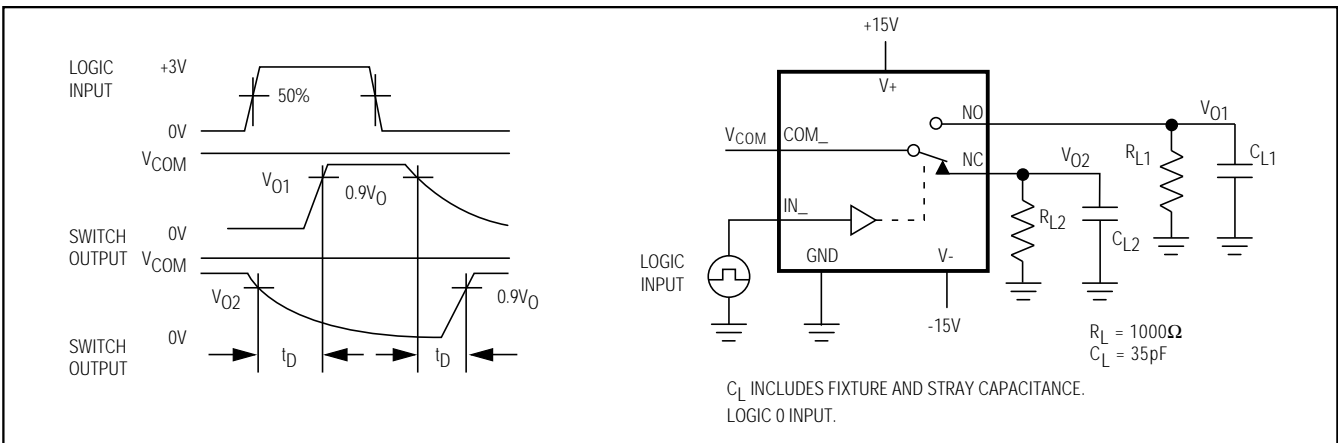 LOGIC
INPUT
+3V
50%
0V
VCOM
VO1
0.9VO
0V
SWITCH
OUTPUT
VCOM
VO2
0.9VO
0V
SWITCH
OUTPUT
tD
tD
+15V
V+
NO
VO1
VCOM
COM_
NC
VO2
RL1
CL1
IN_
RL2
CL2
LOGIC
INPUT
GND
V-
-15V
RL = 1000Ω
CL = 35pF
CL INCLUDES FIXTURE AND STRAY CAPACITANCE.
LOGIC 0 INPUT.